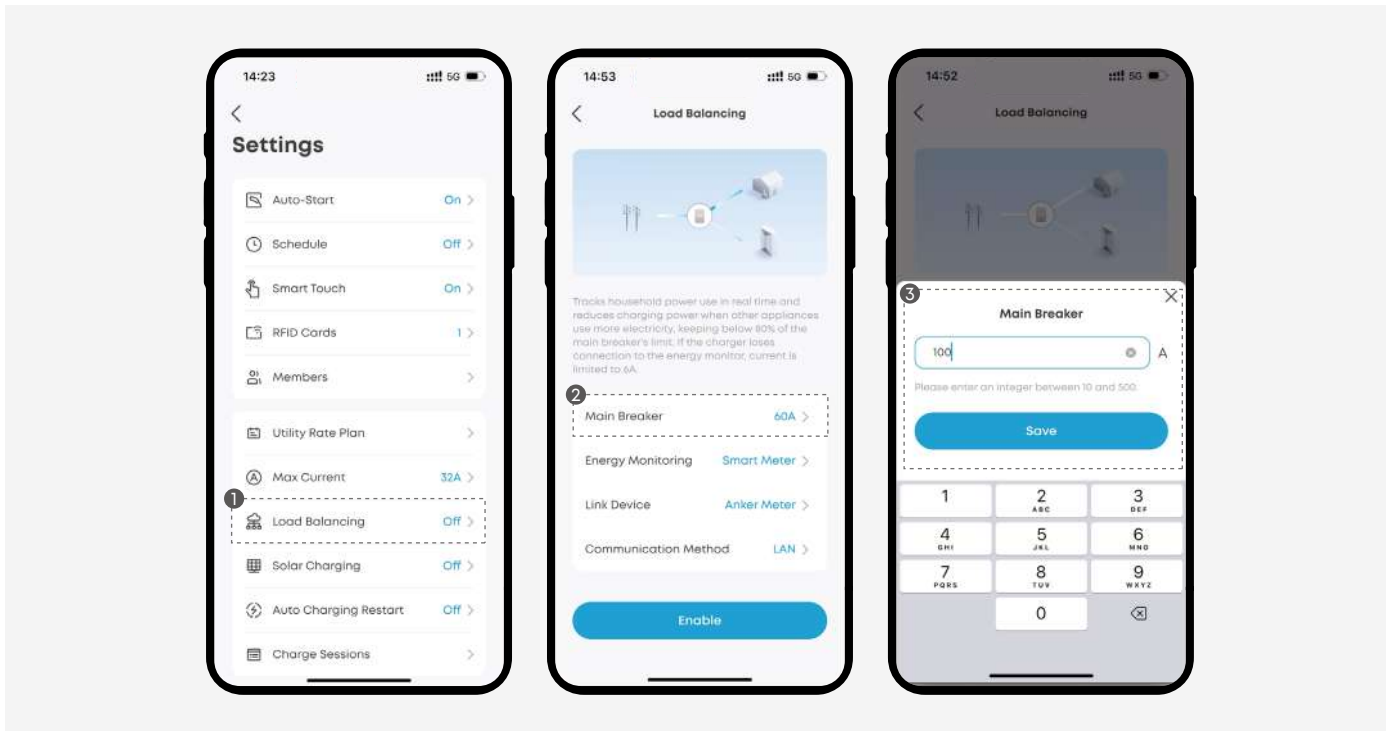 14:23
5G
Settings
Auto-Start On
Schedule Off
Smart Touch On
RFID Cards 1
Members
Utility Rate Plan
Max Current 32A
1
Load Balancing Off
Solar Charging Off
Auto Charging Restart Off
Charge Sessions
14:53
5G
Load Balancing
Tracks household power use in real time and
reduces charging power when other appliances
use more electricity, keeping below 80% of the
main breaker's limit. If the charger loses
connection to the energy monitor, current is
limited to 6A.
2
Main Breaker 60A
Energy Monitoring Smart Meter
Link Device Anker Meter
Communication Method LAN
Enable
14:52
5G
Load Balancing
3
Main Breaker
100 A
Please enter an integer between 10 and 500.
Save
1 2 3
ABC DEF
4 5 6
GHI JKL MNO
7 8 9
PQRS TUV WXYZ
0